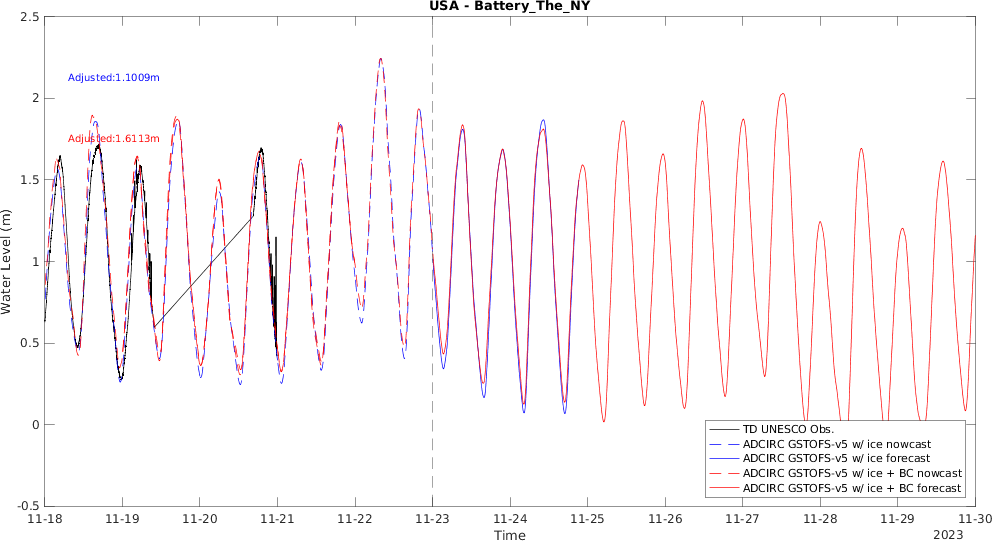 USA - Battery_The_NY
2.5
2
1.5
1
0.5
0
-0.5
Water Level (m)
Adjusted:1.1009m
Adjusted:1.6113m
TD UNESCO Obs.
ADCIRC GSTOFS-v5 w/ ice nowcast
ADCIRC GSTOFS-v5 w/ ice forecast
ADCIRC GSTOFS-v5 w/ ice + BC nowcast
ADCIRC GSTOFS-v5 w/ ice + BC forecast
11-18 11-19 11-20 11-21 11-22 11-23 11-24 11-25 11-26 11-27 11-28 11-29 11-30
Time
2023